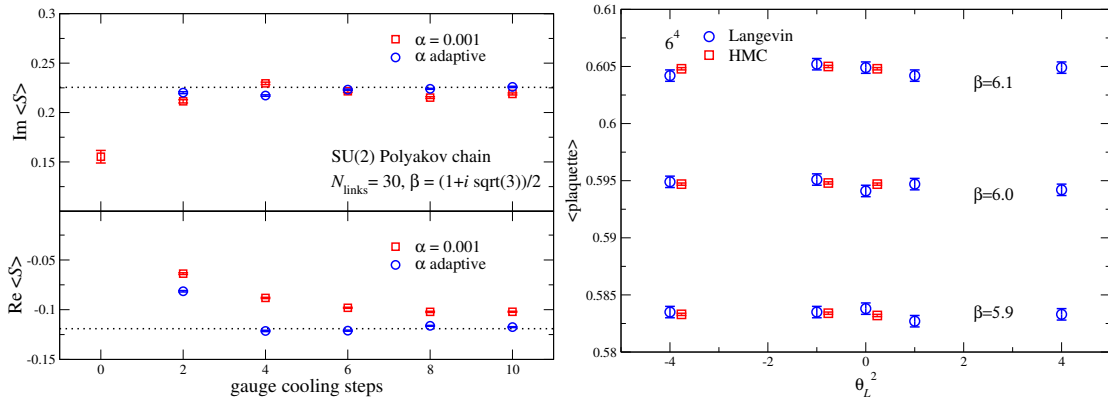 0.3
0.25
0.2
0.15
Im <S>
α = 0.001
α adaptive
SU(2) Polyakov chain
N_links = 30, β = (1+i sqrt(3))/2
-0.05
-0.1
-0.15
Re <S>
α = 0.001
α adaptive
0 2 4 6 8 10
gauge cooling steps
0.61
0.605
0.6
0.595
0.59
0.585
0.58
<plaquette>
6^4
Langevin
HMC
β=6.1
β=6.0
β=5.9
-4 -2 0 2 4
θ_L^2